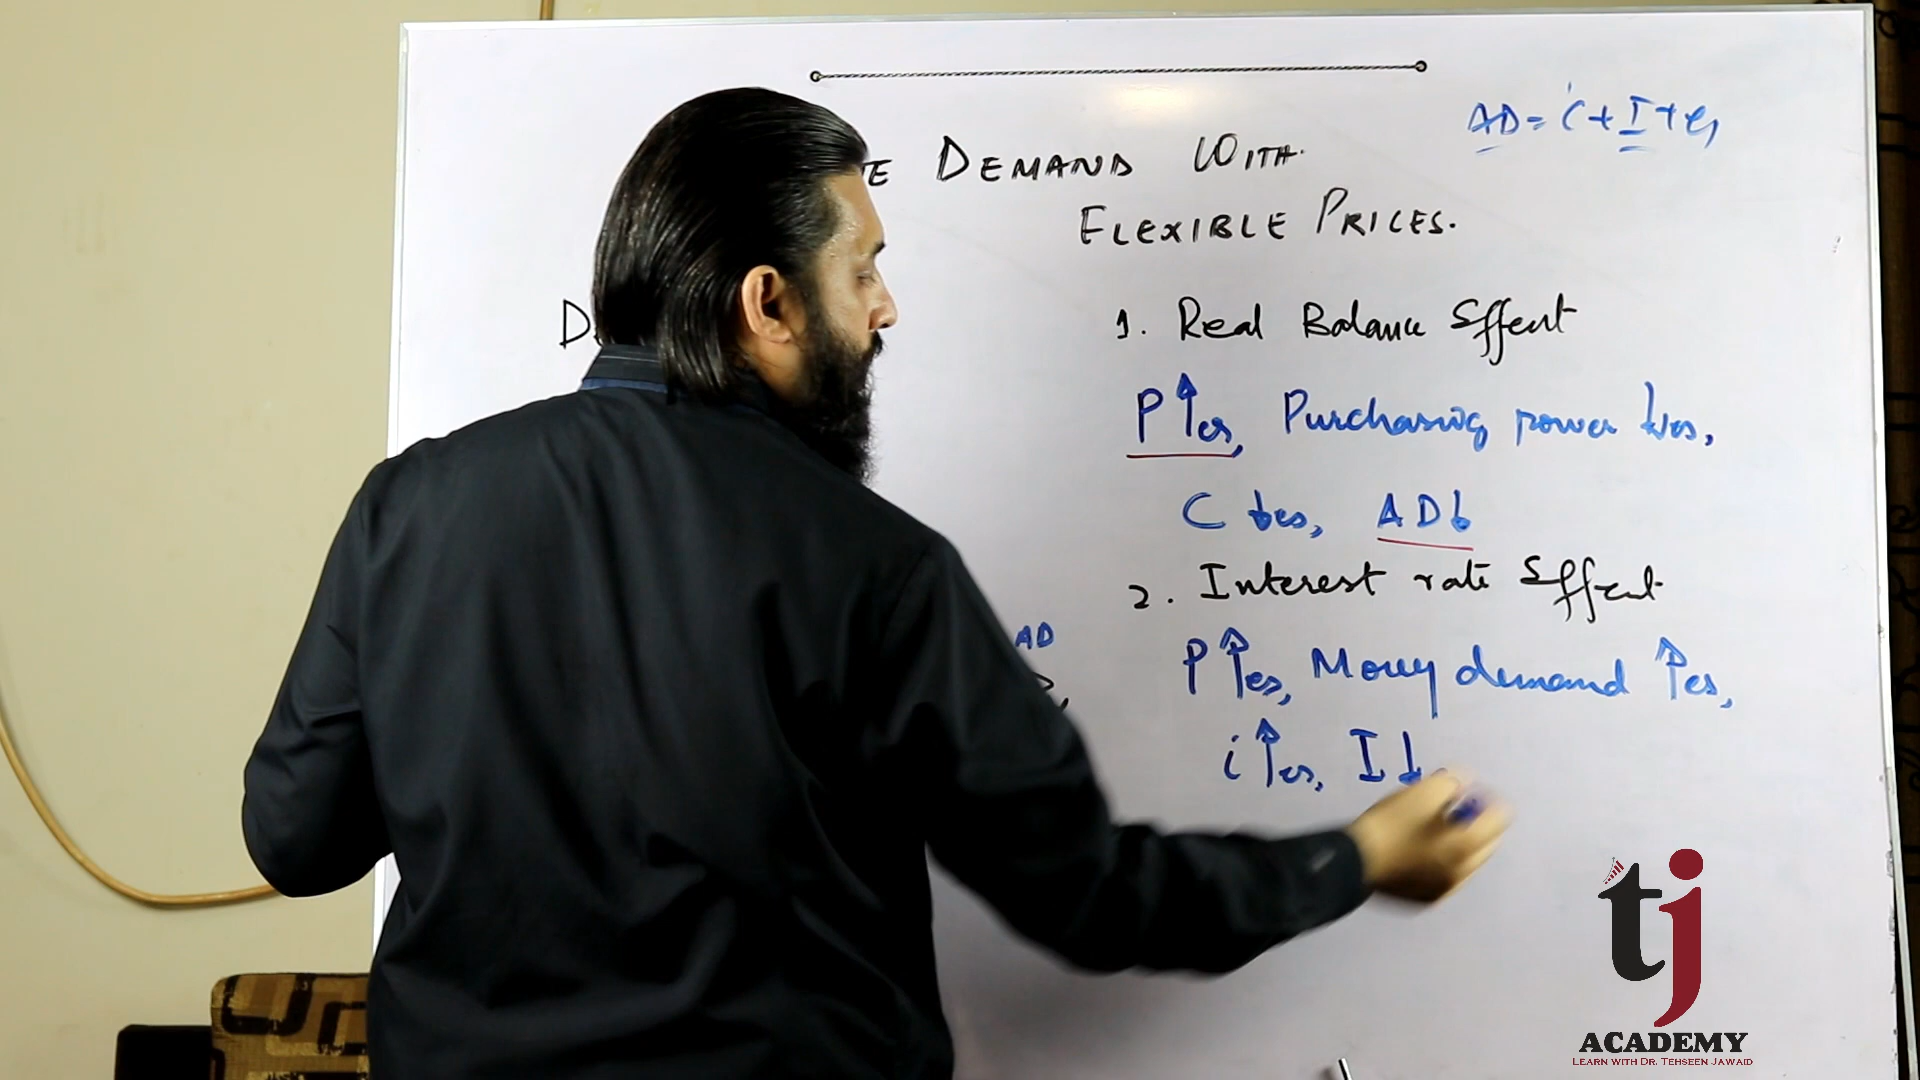 AD = C + I + G
DEMAND WITH
FLEXIBLE PRICES.
1. Real Balance Effect
P ↑es, Purchasing power ↓es,
C ↓es, AD↓
2. Interest rate Effect
AD
P ↑es, Money demand ↑es,
i ↑es, I ↓
tj
ACADEMY
LEARN WITH DR. TEHSEEN JAWAID